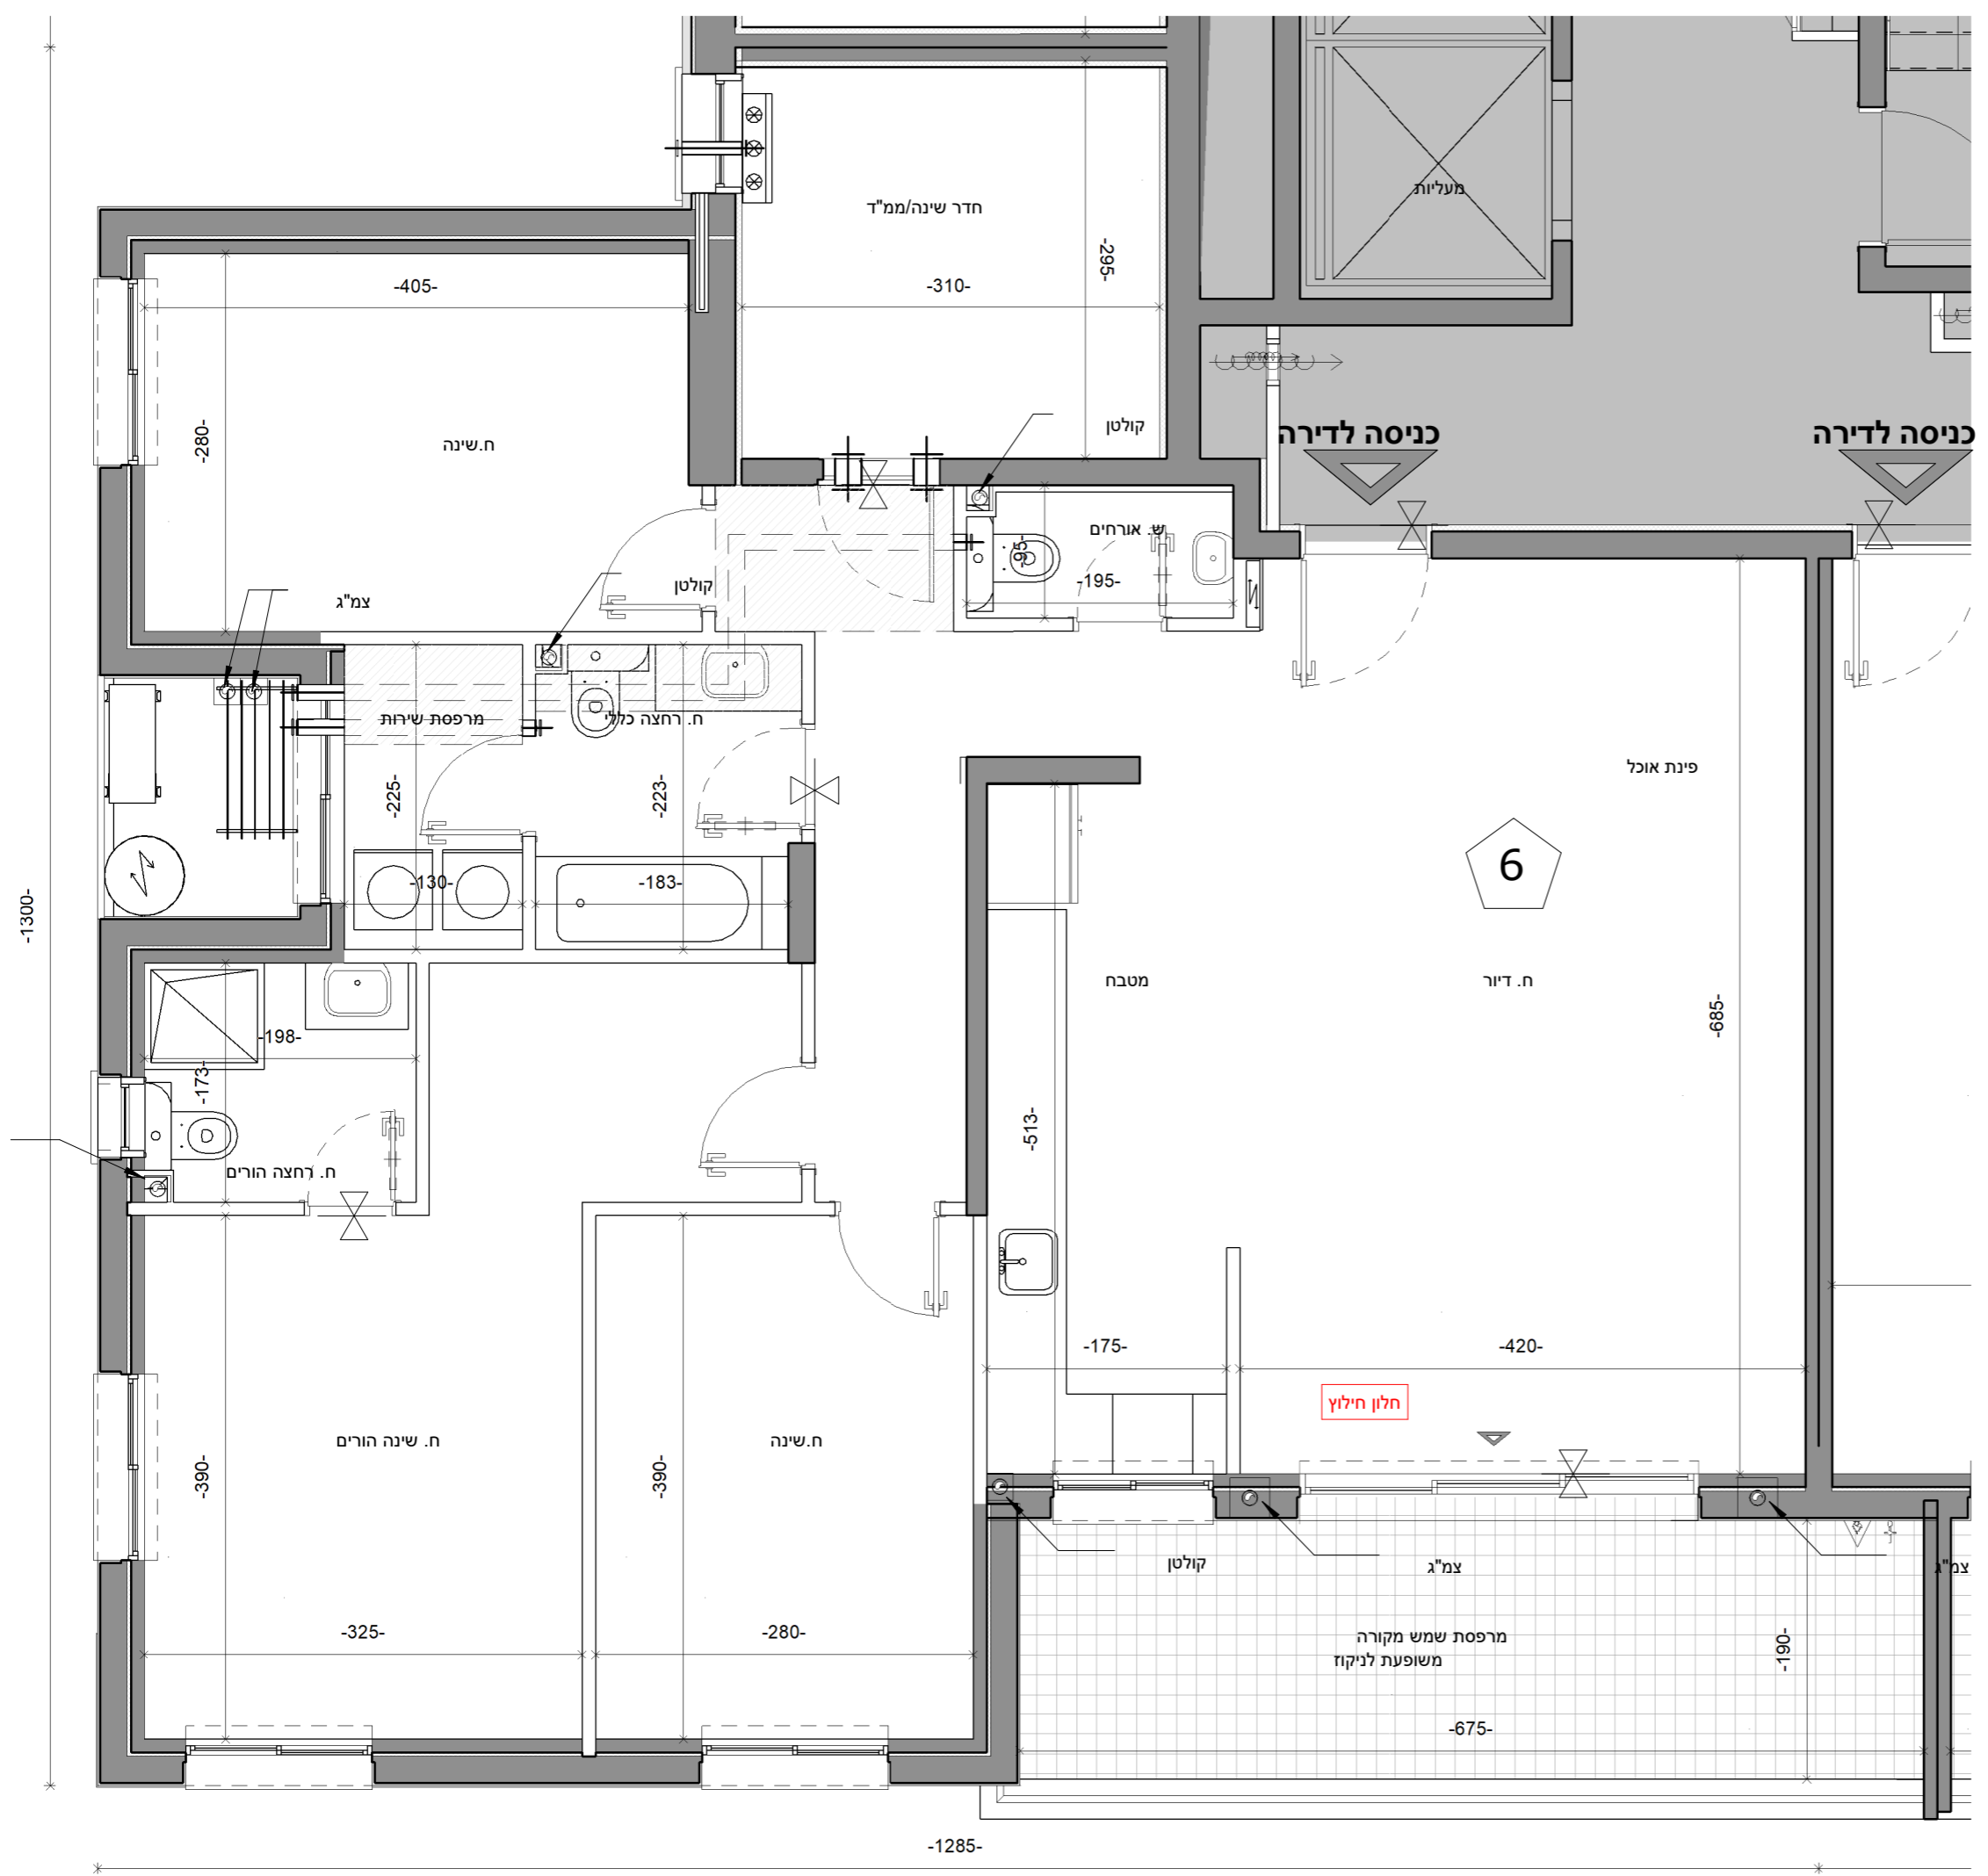 מעליות
חדר שינה/ממ"ד
-295-
-310-
-405-
קולטן
כניסה לדירה
כניסה לדירה
-280-
ח.שינה
ש. אורחים
-95-
-195-
קולטן
צמ"ג
מרפסת שירות
ח. רחצה כללי
פינת אוכל
-225-
-223-
6
-130-
-183-
-1300-
מטבח
ח. דיור
-685-
-198-
-173-
-513-
ח. רחצה הורים
-175-
-420-
חלון חילוץ
ח. שינה הורים
ח.שינה
-390-
-390-
קולטן
צמ"ג
צמ"ג
-325-
-280-
מרפסת שמש מקורה
משופעת לניקוז
-190-
-675-
-1285-